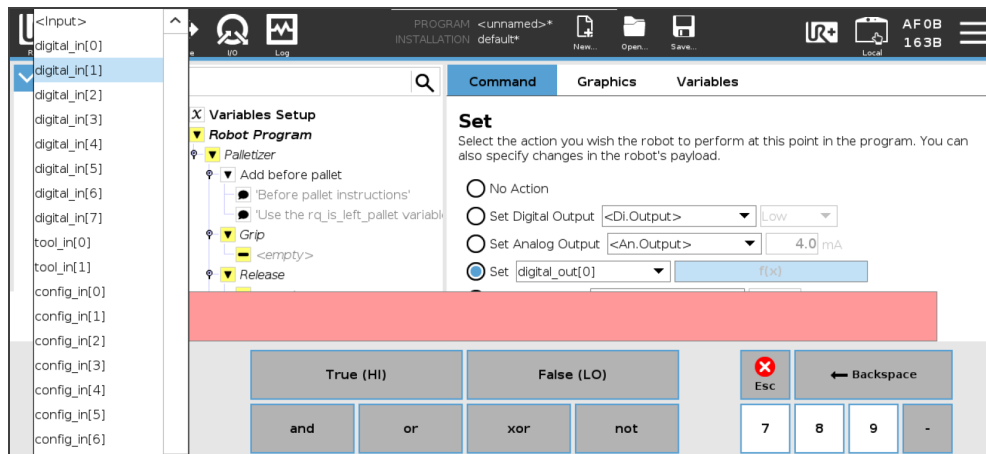 <Input>
digital_in[0]
digital_in[1]
digital_in[2]
digital_in[3]
digital_in[4]
digital_in[5]
digital_in[6]
digital_in[7]
tool_in[0]
tool_in[1]
config_in[0]
config_in[1]
config_in[2]
config_in[3]
config_in[4]
config_in[5]
config_in[6]
I/O
Log
PROGRAM <unnamed>*
INSTALLATION default*
New...
Open...
Save...
UR+
Local
AF0B
163B
Command Graphics Variables
x Variables Setup
Robot Program
Palletizer
Add before pallet
'Before pallet instructions'
'Use the rq_is_left_pallet variabl
Grip
<empty>
Release
Set
Select the action you wish the robot to perform at this point in the program. You can
also specify changes in the robot's payload.
No Action
Set Digital Output <Di.Output> Low
Set Analog Output <An.Output> 4.0 mA
Set digital_out[0] f(x)
True (HI) False (LO) Esc Backspace
and or xor not 7 8 9 -